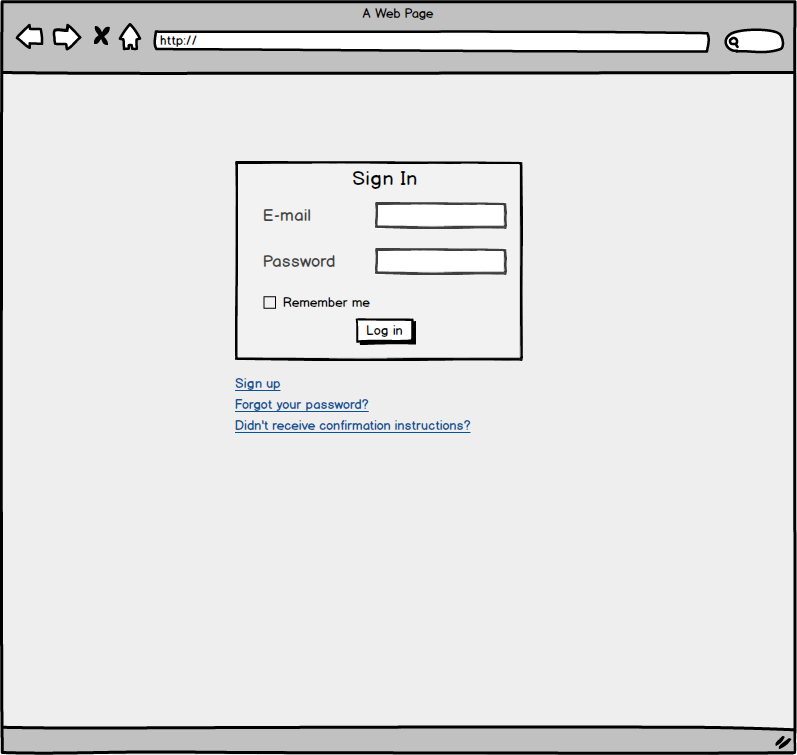 A Web Page
http://
Sign In
E-mail
Password
Remember me
Log in
Sign up
Forgot your password?
Didn't receive confirmation instructions?